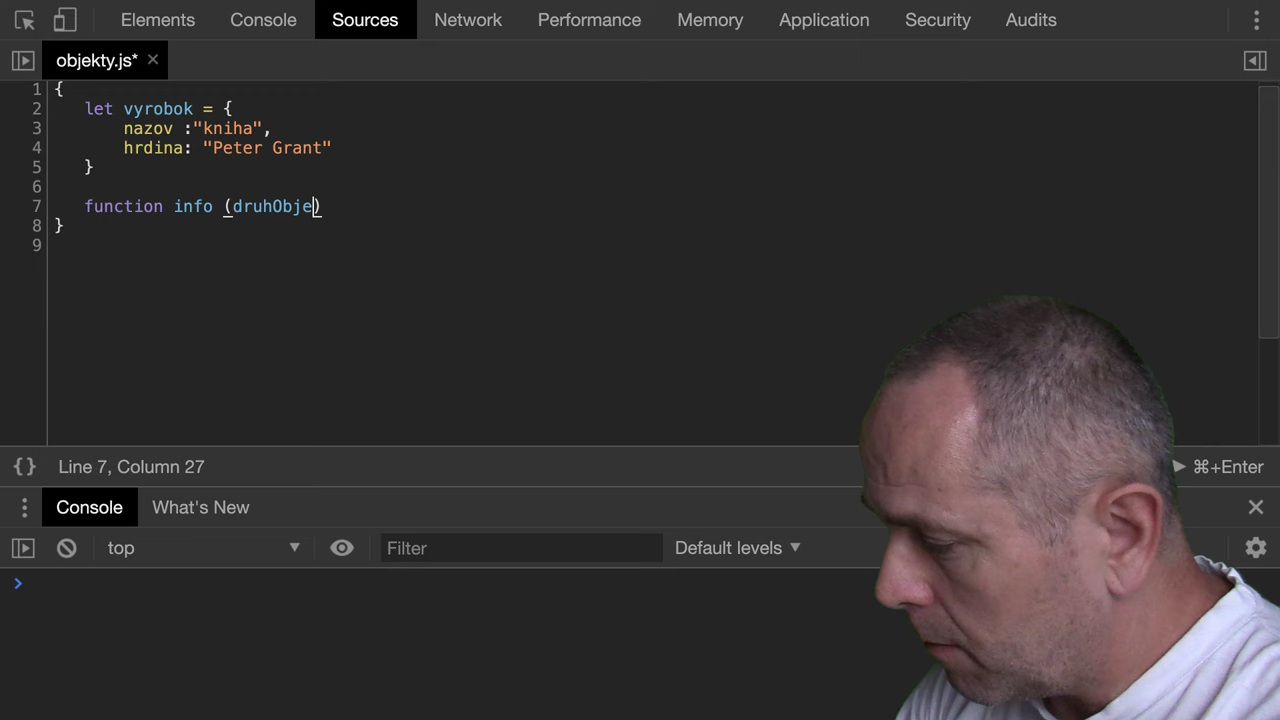 Elements Console Sources Network Performance Memory Application Security Audits
objekty.js* ×
1 {
2 let vyrobok = {
3 nazov :"kniha",
4 hrdina: "Peter Grant"
5 }
6
7 function info (druhObje)
8 }
9
{} Line 7, Column 27 ⌘+Enter
Console What's New
top Filter Default levels
>